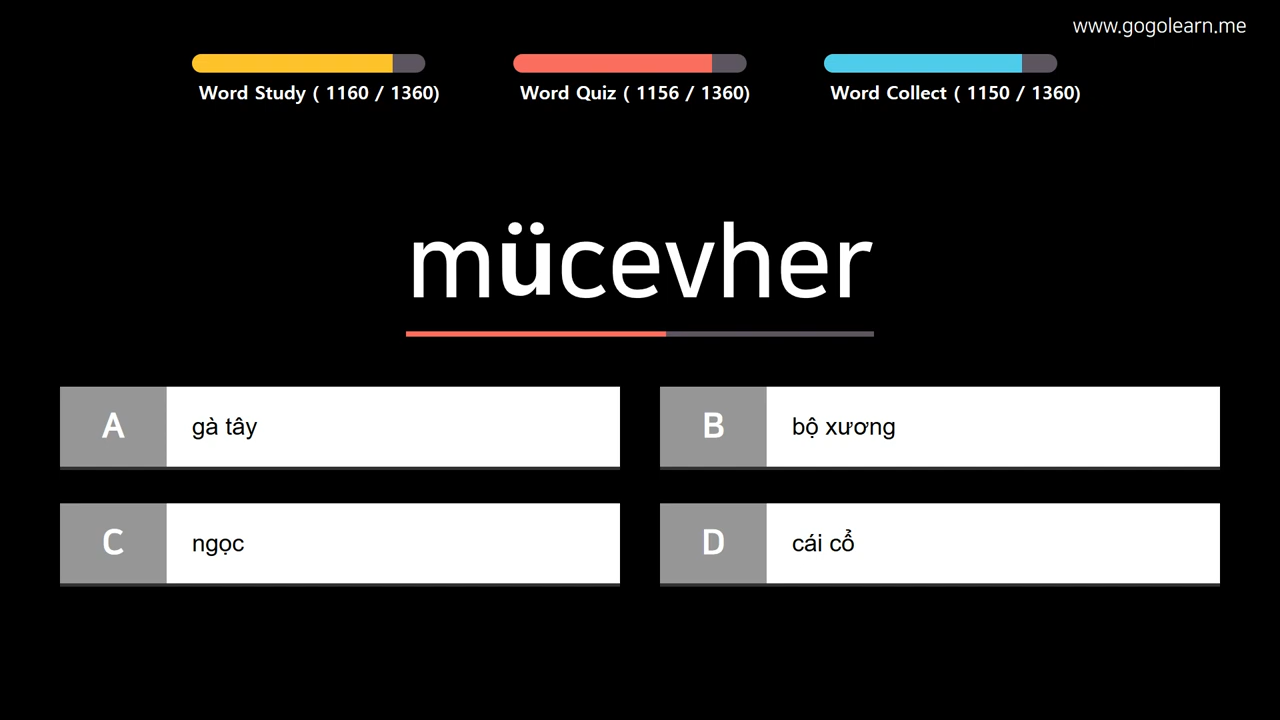 www.gogolearn.me
Word Study ( 1160 / 1360)
Word Quiz ( 1156 / 1360)
Word Collect ( 1150 / 1360)
mücevher
A gà tây
B bộ xương
C ngọc
D cái cổ